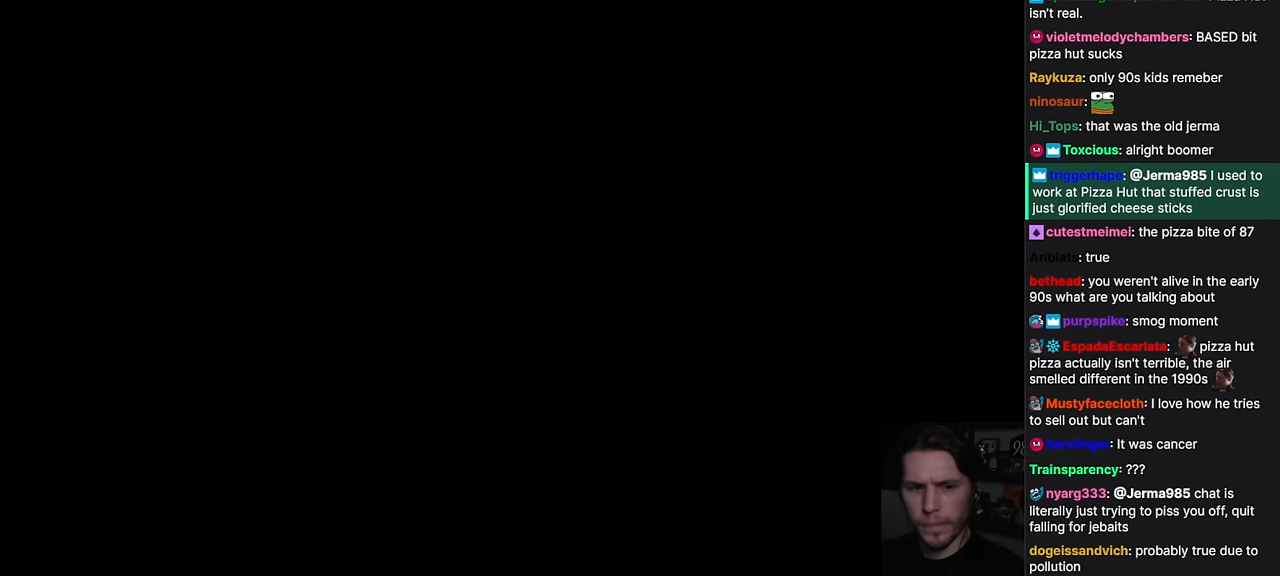 isn't real.
violetmelodychambers: BASED bit
pizza hut sucks
Raykuza: only 90s kids remeber
ninosaur:
Hi_Tops: that was the old jerma
Toxcious: alright boomer
triggerhape: @Jerma985 I used to
work at Pizza Hut that stuffed crust is
just glorified cheese sticks
cutestmeimei: the pizza bite of 87
Ariblats: true
bethead: you weren't alive in the early
90s what are you talking about
purpspike: smog moment
EspadaEscarlata: pizza hut
pizza actually isn't terrible, the air
smelled different in the 1990s
Mustyfacecloth: I love how he tries
to sell out but can't
: It was cancer
Trainsparency: ???
nyarg333: @Jerma985 chat is
literally just trying to piss you off, quit
falling for jebaits
dogeissandvich: probably true due to
pollution